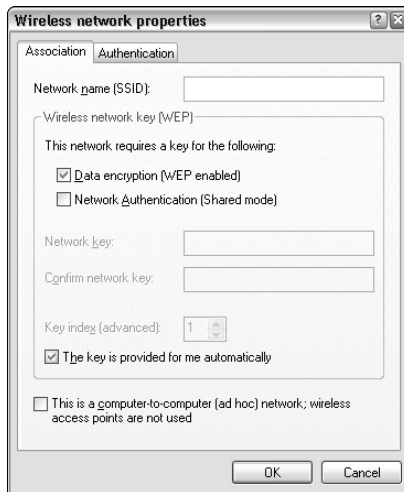 Wireless network properties
Association
Authentication
Network name (SSID):
Wireless network key (WEP)
This network requires a key for the following:
Data encryption (WEP enabled)
Network Authentication (Shared mode)
Network key:
Confirm network key:
Key index (advanced):
1
The key is provided for me automatically
This is a computer-to-computer (ad hoc) network; wireless
access points are not used
OK
Cancel